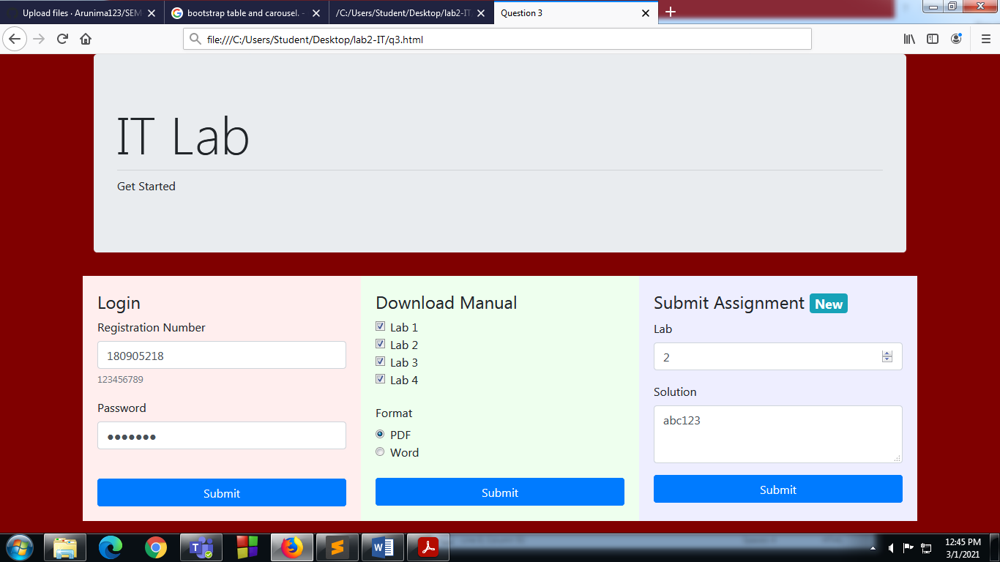 Upload files · Arunima123/SEM
bootstrap table and carousel. -
/C:/Users/Student/Desktop/lab2-IT/
Question 3
file:///C:/Users/Student/Desktop/lab2-IT/q3.html
IT Lab
Get Started
Login
Registration Number
180905218
123456789
Password
Submit
Download Manual
Lab 1
Lab 2
Lab 3
Lab 4
Format
PDF
Word
Submit
Submit Assignment New
Lab
2
Solution
abc123
Submit
12:45 PM
3/1/2021